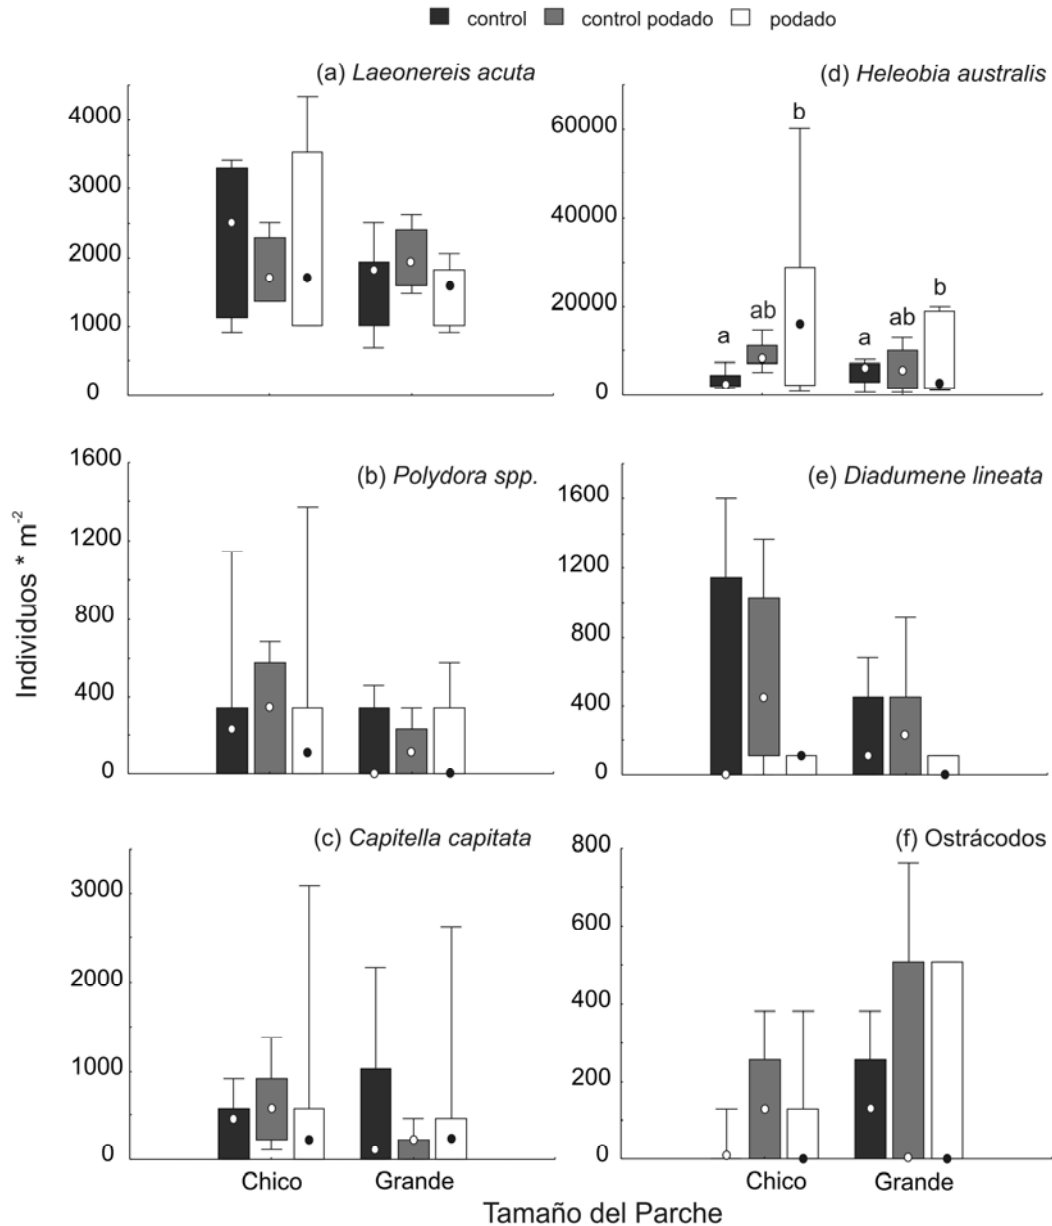 control control podado podado
(a) Laeonereis acuta
4000
3000
2000
1000
0
(d) Heleobia australis
60000
40000
20000
0
a ab b a ab b
(b) Polydora spp.
1600
1200
800
400
0
(e) Diadumene lineata
1600
1200
800
400
0
(c) Capitella capitata
3000
2000
1000
0
(f) Ostrácodos
800
600
400
200
0
Individuos * m-2
Chico Grande Chico Grande
Tamaño del Parche